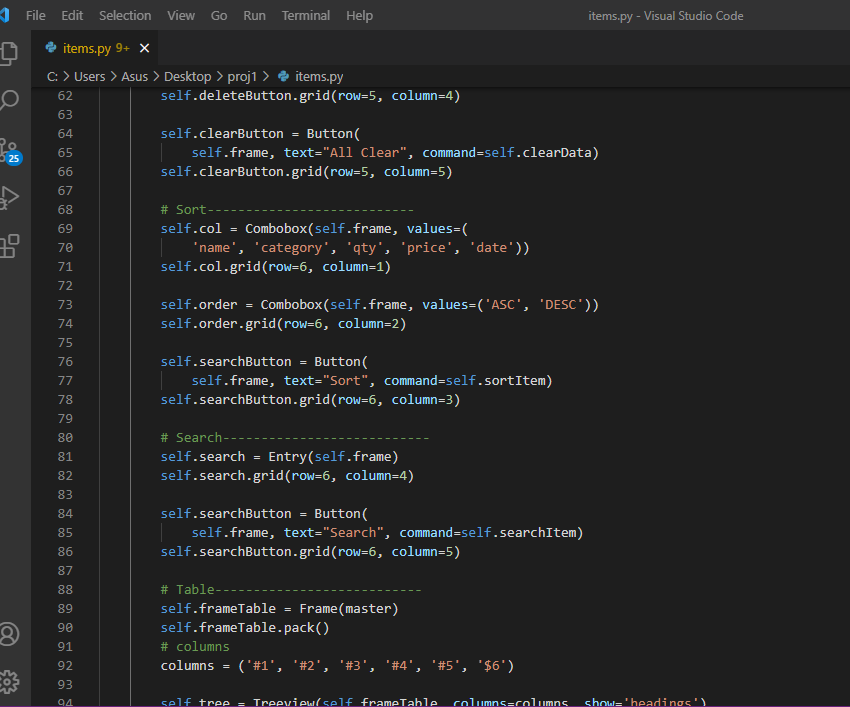 File Edit Selection View Go Run Terminal Help items.py - Visual Studio Code
items.py 9+
C: > Users > Asus > Desktop > proj1 > items.py
62 self.deleteButton.grid(row=5, column=4)
63
64 self.clearButton = Button(
65 self.frame, text="All Clear", command=self.clearData)
25
66 self.clearButton.grid(row=5, column=5)
67
68 # Sort---------------------------
69 self.col = Combobox(self.frame, values=(
70 'name', 'category', 'qty', 'price', 'date'))
71 self.col.grid(row=6, column=1)
72
73 self.order = Combobox(self.frame, values=('ASC', 'DESC'))
74 self.order.grid(row=6, column=2)
75
76 self.searchButton = Button(
77 self.frame, text="Sort", command=self.sortItem)
78 self.searchButton.grid(row=6, column=3)
79
80 # Search---------------------------
81 self.search = Entry(self.frame)
82 self.search.grid(row=6, column=4)
83
84 self.searchButton = Button(
85 self.frame, text="Search", command=self.searchItem)
86 self.searchButton.grid(row=6, column=5)
87
88 # Table---------------------------
89 self.frameTable = Frame(master)
90 self.frameTable.pack()
91 # columns
92 columns = ('#1', '#2', '#3', '#4', '#5', '$6')
93
94 self.tree = Treeview(self.frameTable, columns=columns, show='headings')